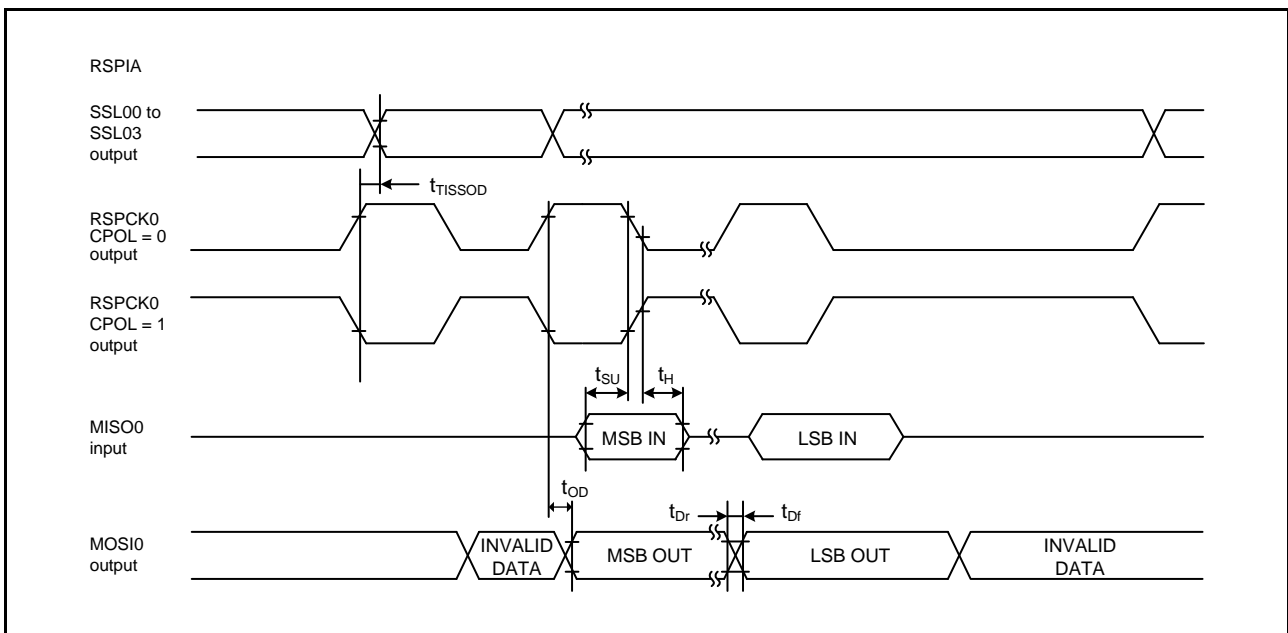 RSPIA
SSL00 to
SSL03
output
tTISSOD
RSPCK0
CPOL = 0
output
RSPCK0
CPOL = 1
output
tSU
tH
MISO0
input
MSB IN
LSB IN
tOD
tDr
tDf
MOSI0
output
INVALID
DATA
MSB OUT
LSB OUT
INVALID
DATA